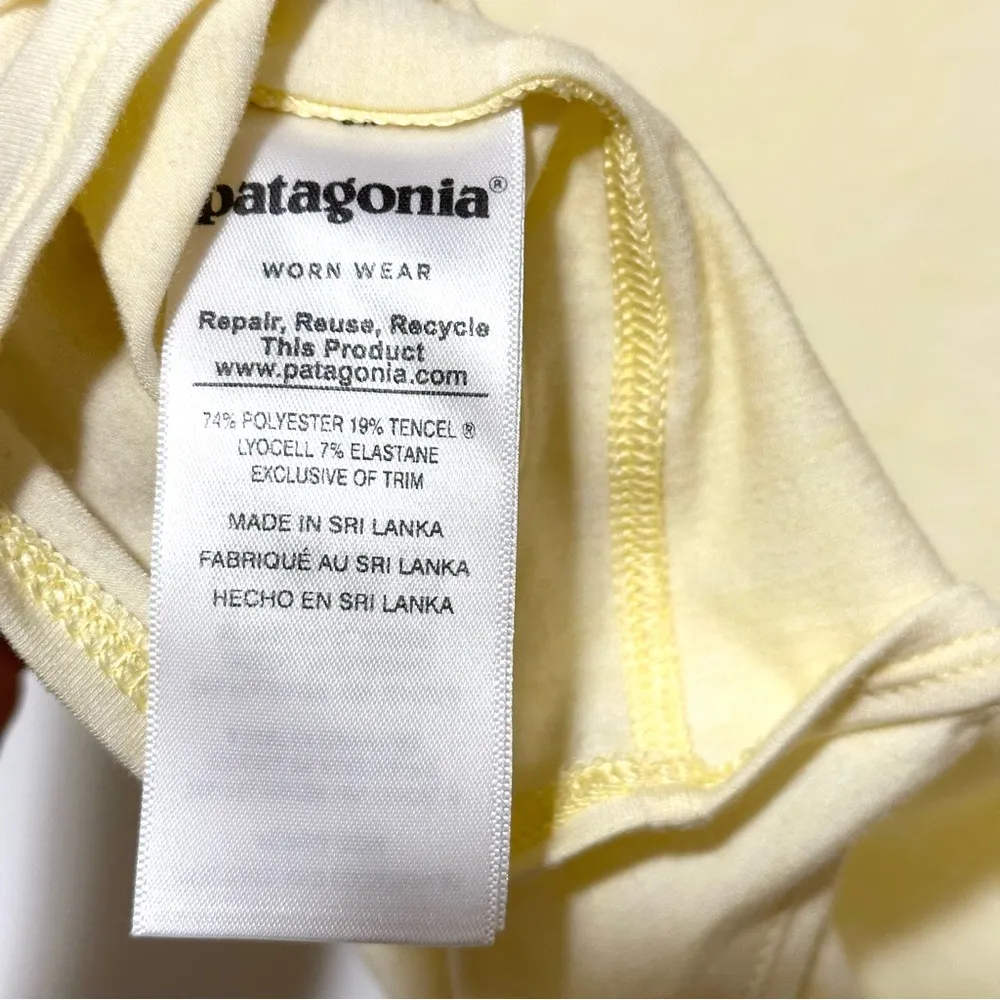 patagonia®
WORN WEAR
Repair, Reuse, Recycle
This Product
www.patagonia.com
74% POLYESTER 19% TENCEL ®
LYOCELL 7% ELASTANE
EXCLUSIVE OF TRIM
MADE IN SRI LANKA
FABRIQUÉ AU SRI LANKA
HECHO EN SRI LANKA